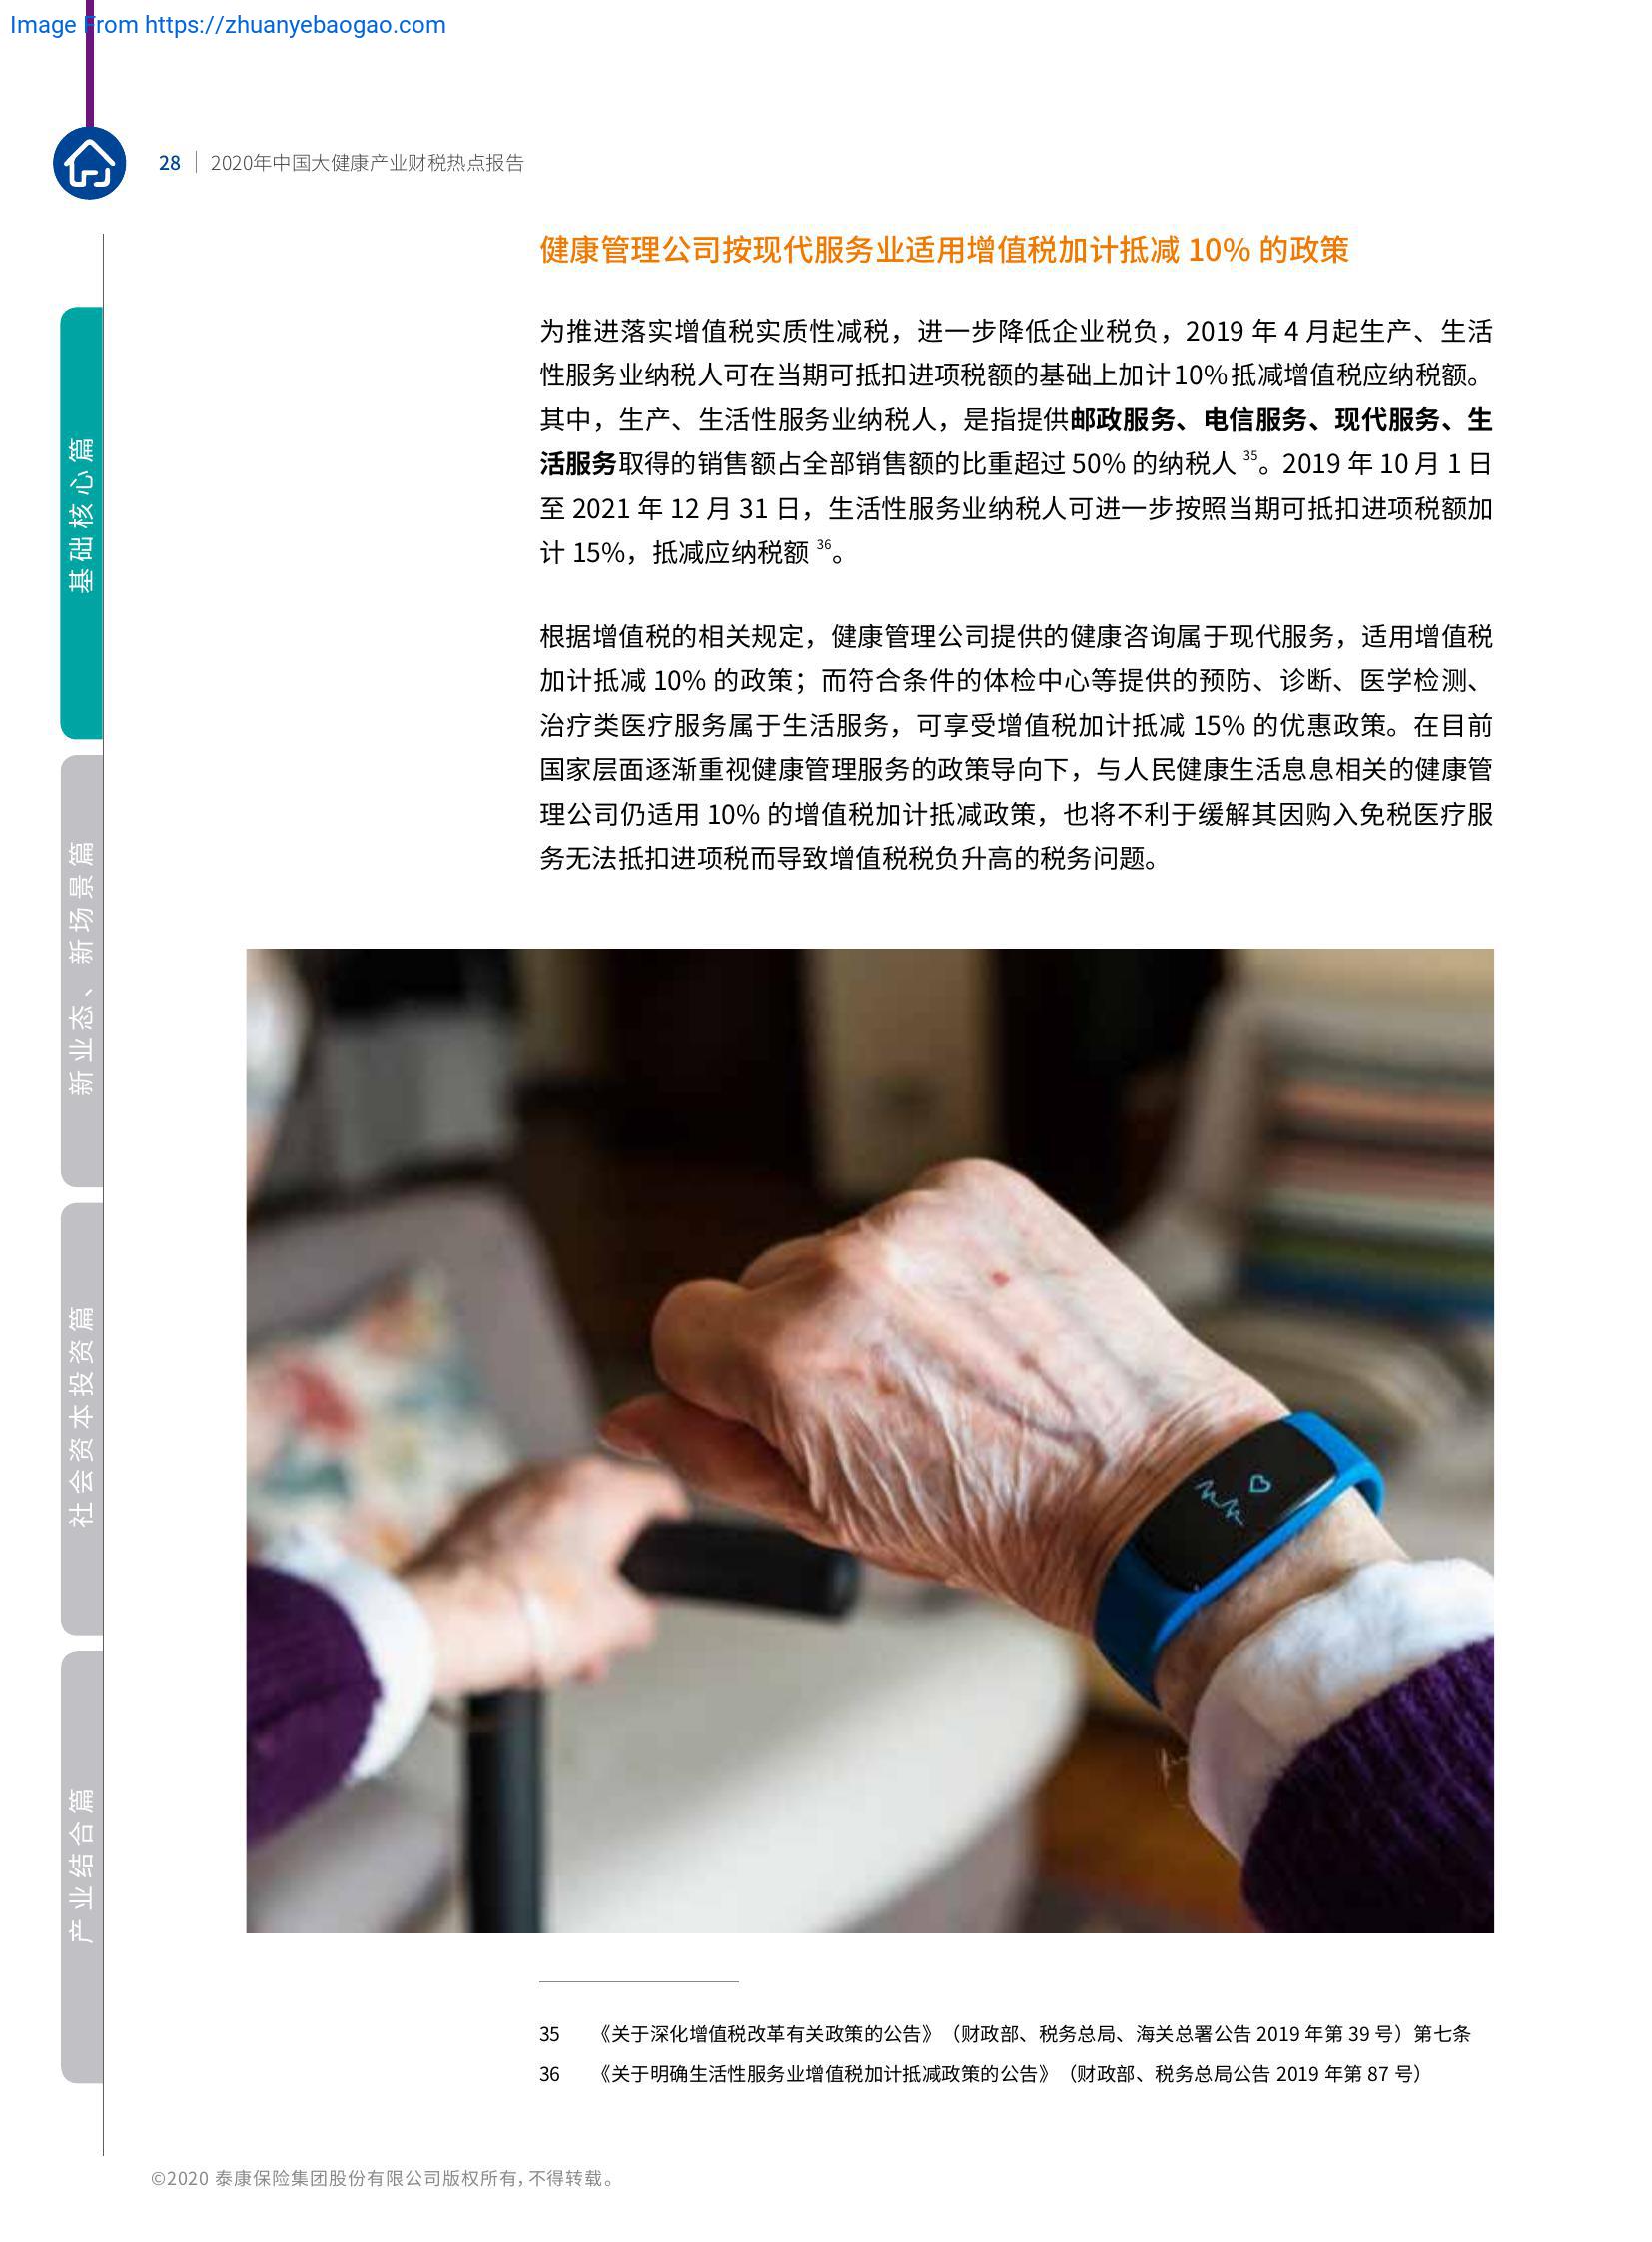 Image From https://zhuanyebaogao.com
28 2020年中国大健康产业财税热点报告
健康管理公司按现代服务业适用增值税加计抵减 10% 的政策
为推进落实增值税实质性减税，进一步降低企业税负，2019 年 4 月起生产、生活
性服务业纳税人可在当期可抵扣进项税额的基础上加计10%抵减增值税应纳税额。
其中，生产、生活性服务业纳税人，是指提供邮政服务、电信服务、现代服务、生
活服务取得的销售额占全部销售额的比重超过 50% 的纳税人 35。2019 年 10 月 1 日
至 2021 年 12 月 31 日，生活性服务业纳税人可进一步按照当期可抵扣进项税额加
计 15%，抵减应纳税额 36。
根据增值税的相关规定，健康管理公司提供的健康咨询属于现代服务，适用增值税
加计抵减 10% 的政策；而符合条件的体检中心等提供的预防、诊断、医学检测、
治疗类医疗服务属于生活服务，可享受增值税加计抵减 15% 的优惠政策。在目前
国家层面逐渐重视健康管理服务的政策导向下，与人民健康生活息息相关的健康管
理公司仍适用 10% 的增值税加计抵减政策，也将不利于缓解其因购入免税医疗服
务无法抵扣进项税而导致增值税税负升高的税务问题。
基础核心篇
新业态、新场景篇
社会资本投资篇
产业结合篇
35 《关于深化增值税改革有关政策的公告》（财政部、税务总局、海关总署公告 2019 年第 39 号）第七条
36 《关于明确生活性服务业增值税加计抵减政策的公告》（财政部、税务总局公告 2019 年第 87 号）
©2020 泰康保险集团股份有限公司版权所有，不得转载。